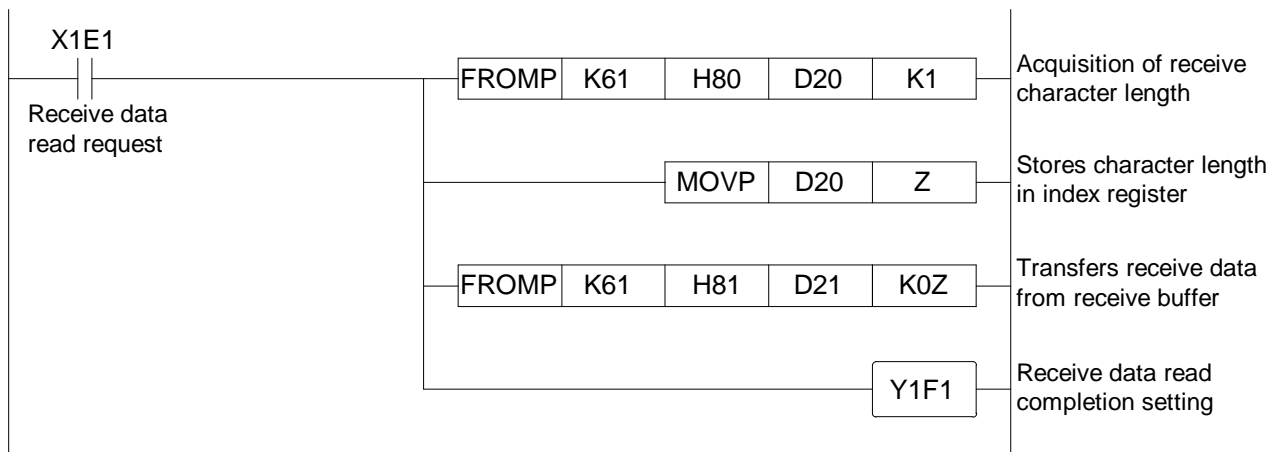 X1E1
Receive data
read request
FROMP K61 H80 D20 K1
Acquisition of receive
character length
MOVP D20 Z
Stores character length
in index register
FROMP K61 H81 D21 K0Z
Transfers receive data
from receive buffer
Y1F1
Receive data read
completion setting